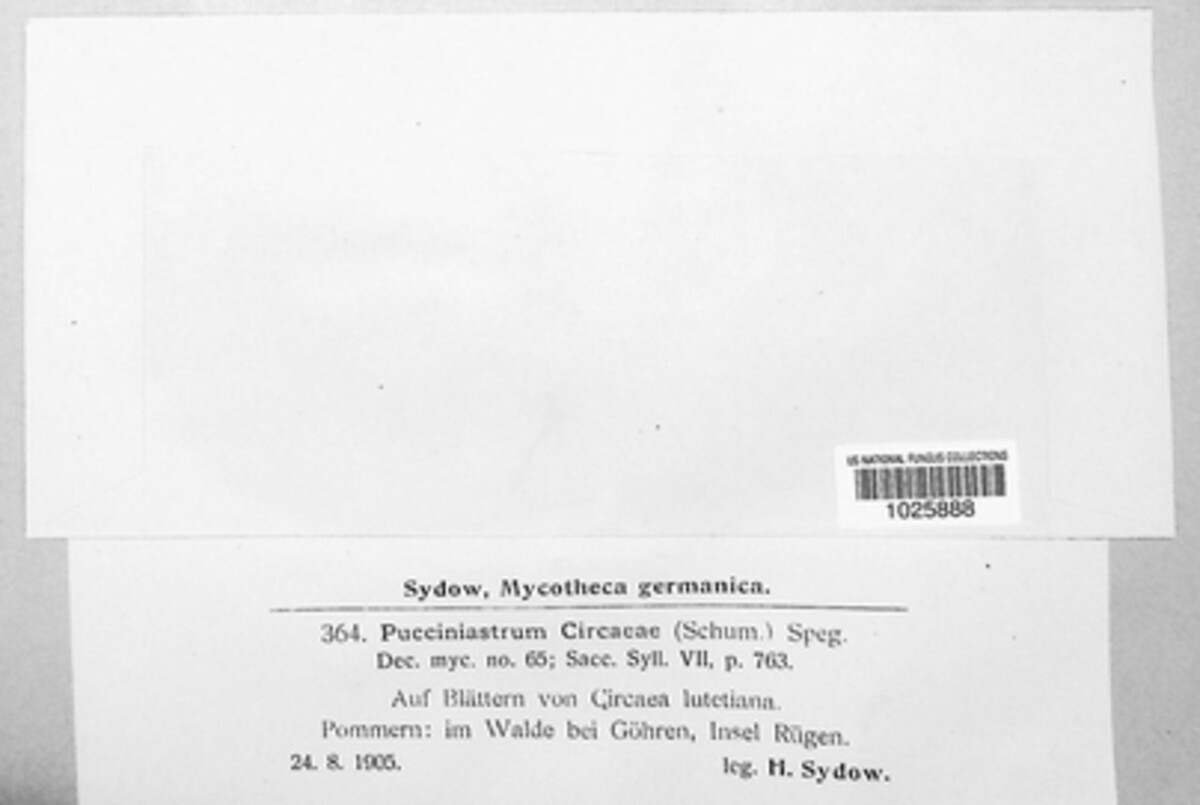 US NATIONAL FUNGUS COLLECTIONS
1025888
Sydow, Mycotheca germanica.
364. Pucciniastrum Circaeae (Schum.) Speg.
Dec. myc. no. 65; Sacc. Syll. VII, p. 763.
Auf Blättern von Circaea lutetiana.
Pommern: im Walde bei Göhren, Insel Rügen.
24. 8. 1905. leg. H. Sydow.